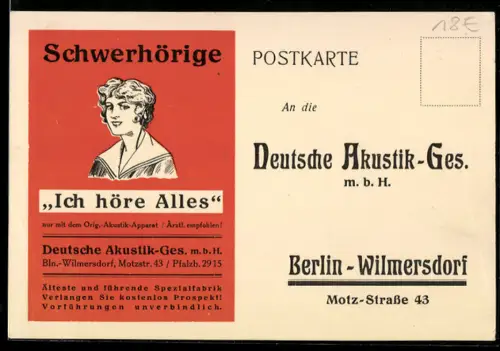 Schwerhörige
„Ich höre Alles“
nur mit dem Orig.-Akustik-Apparat / Ärztl. empfohlen!
Deutsche Akustik-Ges. m. b. H.
Bln.-Wilmersdorf, Motzstr. 43 / Pfalzb. 2915
Älteste und führende Spezialfabrik
Verlangen Sie kostenlos Prospekt!
Vorführungen unverbindlich.
18€
POSTKARTE
An die
Deutsche Akustik-Ges.
m. b. H.
Berlin-Wilmersdorf
Motz-Straße 43